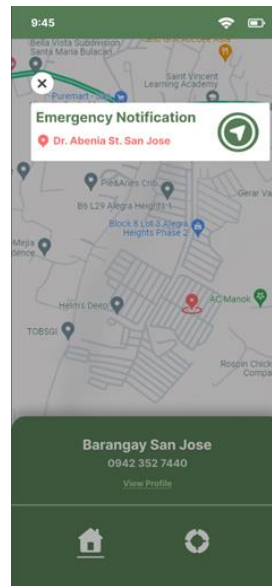 9:45
Bella Vista Subdivision
Santa Maria Bulacan
Saint Vincent
Learning Academy
Puremart
Emergency Notification
Dr. Abenia St. San Jose
Pie&Aries Crib
Gerar Va
B6 L29 Alegra Heights 1
Block 8 Lot 3 Alegra
Heights Phase 2
Mejia
dence
Helm's Deep
AC Manok
TOBSGI
Rospin Chick
Compa
Barangay San Jose
0942 352 7440
View Profile